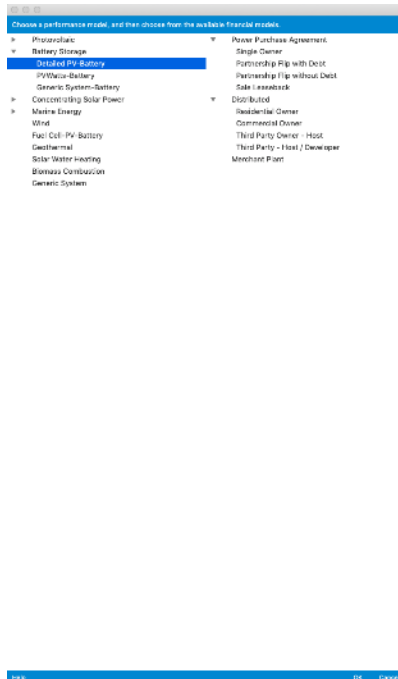 Choose a performance model, and then choose from the available financial models.
Photovoltaic
Battery Storage
Detailed PV-Battery
PVWatts-Battery
Generic System-Battery
Concentrating Solar Power
Marine Energy
Wind
Fuel Cell-PV-Battery
Geothermal
Solar Water Heating
Biomass Combustion
Generic System
Power Purchase Agreement
Single Owner
Partnership Flip with Debt
Partnership Flip without Debt
Sale Leaseback
Distributed
Residential Owner
Commercial Owner
Third Party Owner - Host
Third Party - Host / Developer
Merchant Plant
Help
OK
Cancel